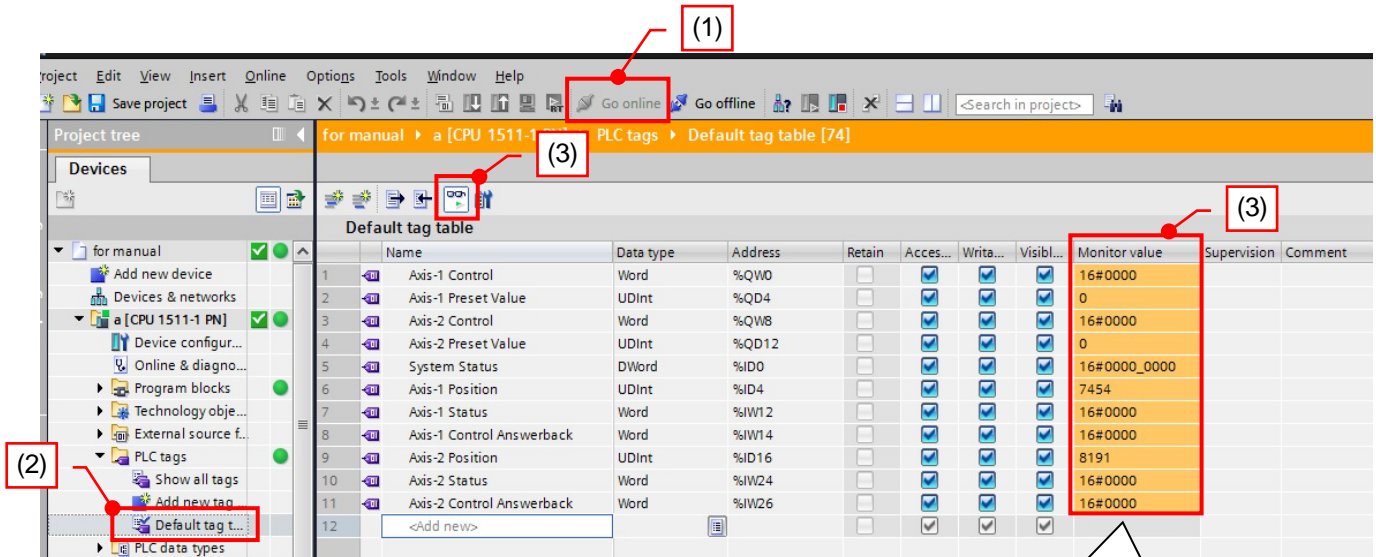 (1)
roject Edit View Insert Online Options Tools Window Help
Save project Go online Go offline <Search in project>
Project tree for manual a [CPU 1511-1 PLC tags Default tag table [74]
(3)
Devices
(3)
Default tag table
Name Data type Address Retain Acces... Writa... Visibl... Monitor value Supervision Comment
for manual
Add new device
Devices & networks
a [CPU 1511-1 PN]
Device configur...
Online & diagno...
Program blocks
Technology obje...
External source f...
PLC tags
Show all tags
Add new tag
Default tag t...
PLC data types
(2)
1 Axis-1 Control Word %QW0 16#0000
2 Axis-1 Preset Value UDInt %QD4 0
3 Axis-2 Control Word %QW8 16#0000
4 Axis-2 Preset Value UDInt %QD12 0
5 System Status DWord %ID0 16#0000_0000
6 Axis-1 Position UDInt %ID4 7454
7 Axis-1 Status Word %IW12 16#0000
8 Axis-1 Control Answerback Word %IW14 16#0000
9 Axis-2 Position UDInt %ID16 8191
10 Axis-2 Status Word %IW24 16#0000
11 Axis-2 Control Answerback Word %IW26 16#0000
12 <Add new>